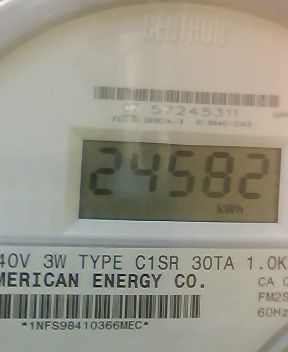 CENTRON
57245311
24582
kWh
40V 3W TYPE C1SR 30TA 1.0K
MERICAN ENERGY CO.
CA 
FM2S
60Hz
*1NFS98410366MEC*